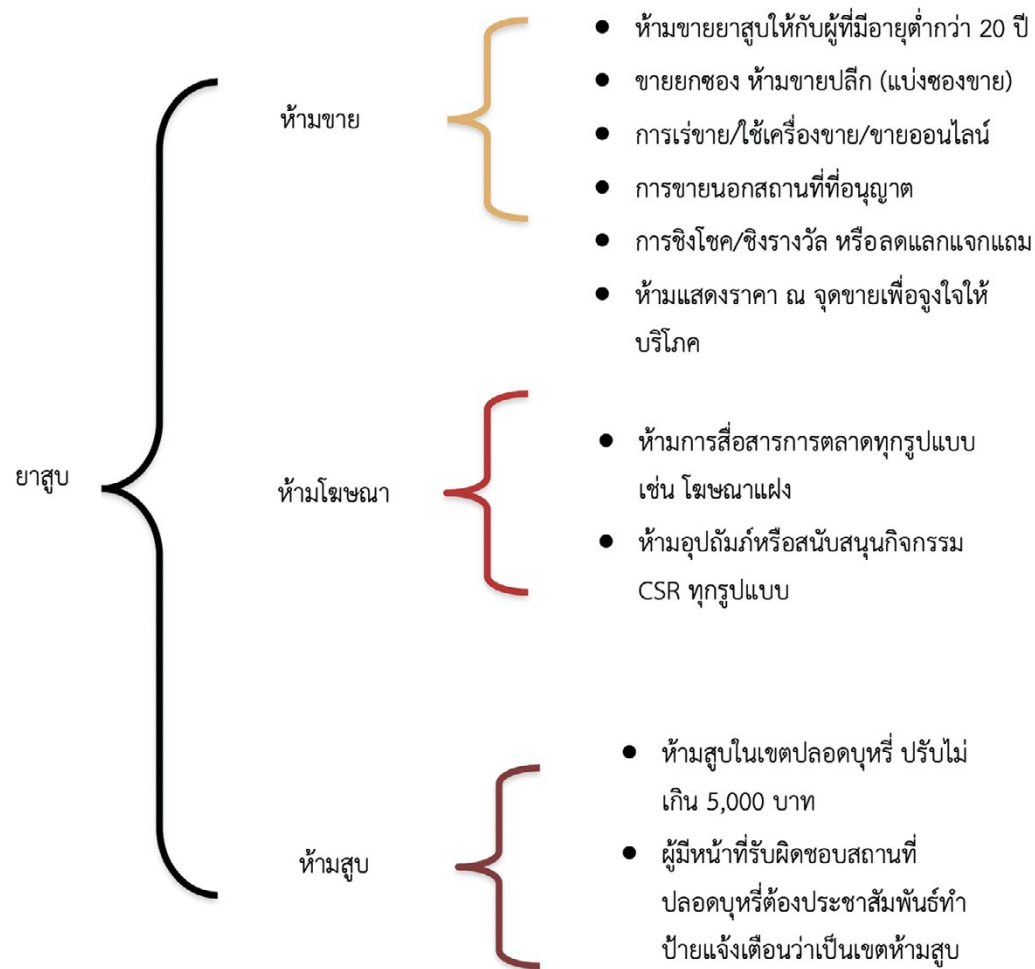 ยาสูบ
ห้ามขาย
● ห้ามขายยาสูบให้กับผู้ที่มีอายุต่ำกว่า 20 ปี
● ขายยกซอง ห้ามขายปลีก (แบ่งซองขาย)
● การเร่ขาย/ใช้เครื่องขาย/ขายออนไลน์
● การขายนอกสถานที่ที่อนุญาต
● การชิงโชค/ชิงรางวัล หรือลดแลกแจกแถม
● ห้ามแสดงราคา ณ จุดขายเพื่อจูงใจให้
บริโภค
ห้ามโฆษณา
● ห้ามการสื่อสารการตลาดทุกรูปแบบ
เช่น โฆษณาแฝง
● ห้ามอุปถัมภ์หรือสนับสนุนกิจกรรม
CSR ทุกรูปแบบ
ห้ามสูบ
● ห้ามสูบในเขตปลอดบุหรี่ ปรับไม่
เกิน 5,000 บาท
● ผู้มีหน้าที่รับผิดชอบสถานที่
ปลอดบุหรี่ต้องประชาสัมพันธ์ทำ
ป้ายแจ้งเตือนว่าเป็นเขตห้ามสูบ